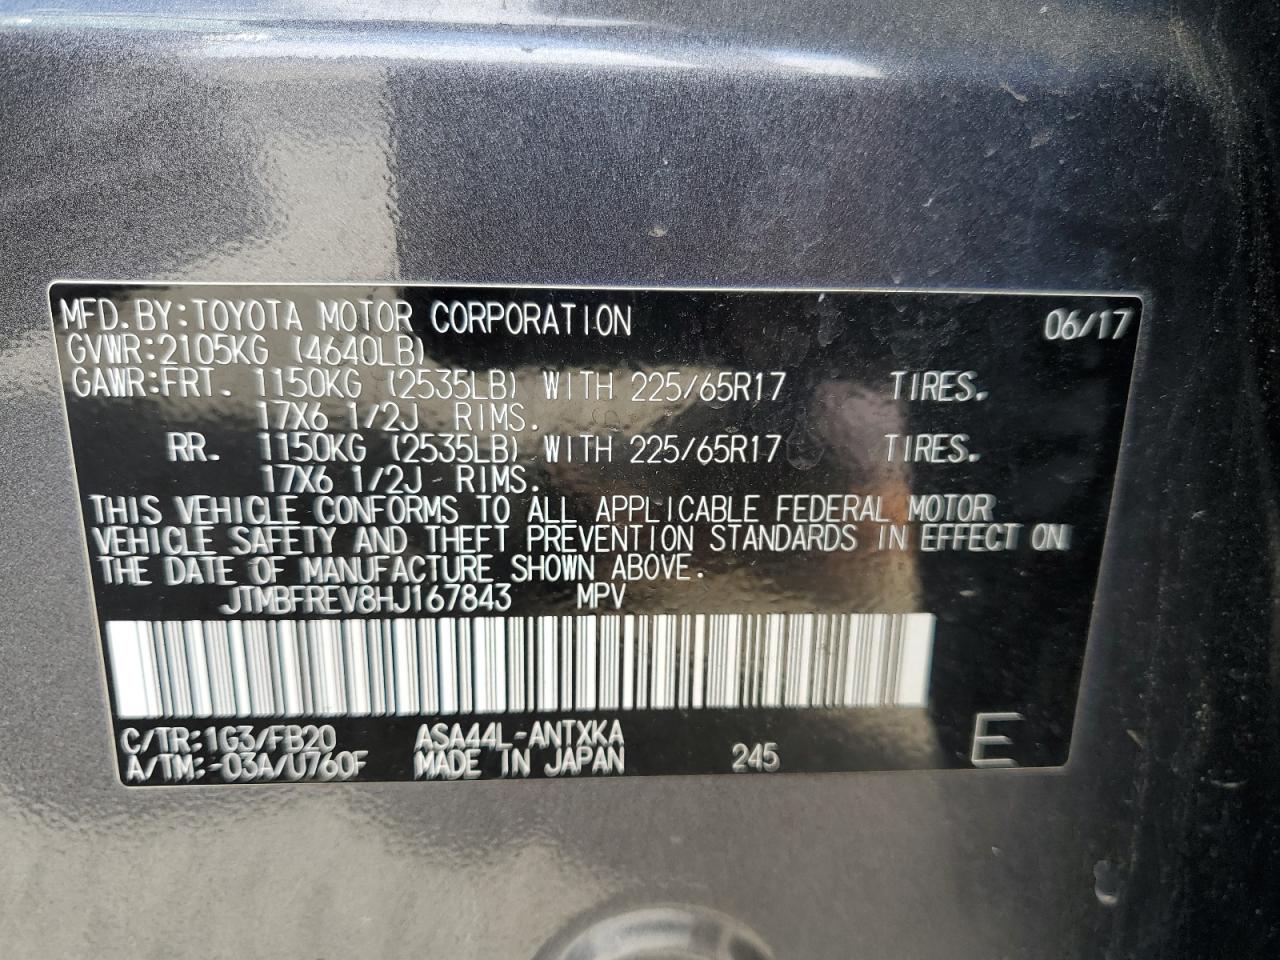 MFD.BY:TOYOTA MOTOR CORPORATION 06/17
GVWR:2105KG (4640LB)
GAWR:FRT. 1150KG (2535LB) WITH 225/65R17 TIRES.
17X6 1/2J RIMS.
RR. 1150KG (2535LB) WITH 225/65R17 TIRES.
17X6 1/2J RIMS.
THIS VEHICLE CONFORMS TO ALL APPLICABLE FEDERAL MOTOR
VEHICLE SAFETY AND THEFT PREVENTION STANDARDS IN EFFECT ON
THE DATE OF MANUFACTURE SHOWN ABOVE.
JTMBFREV8HJ167843 MPV
C/TR:1G3/FB20 ASA44L-ANTXKA
A/TM:-03A/U760F MADE IN JAPAN 245 E